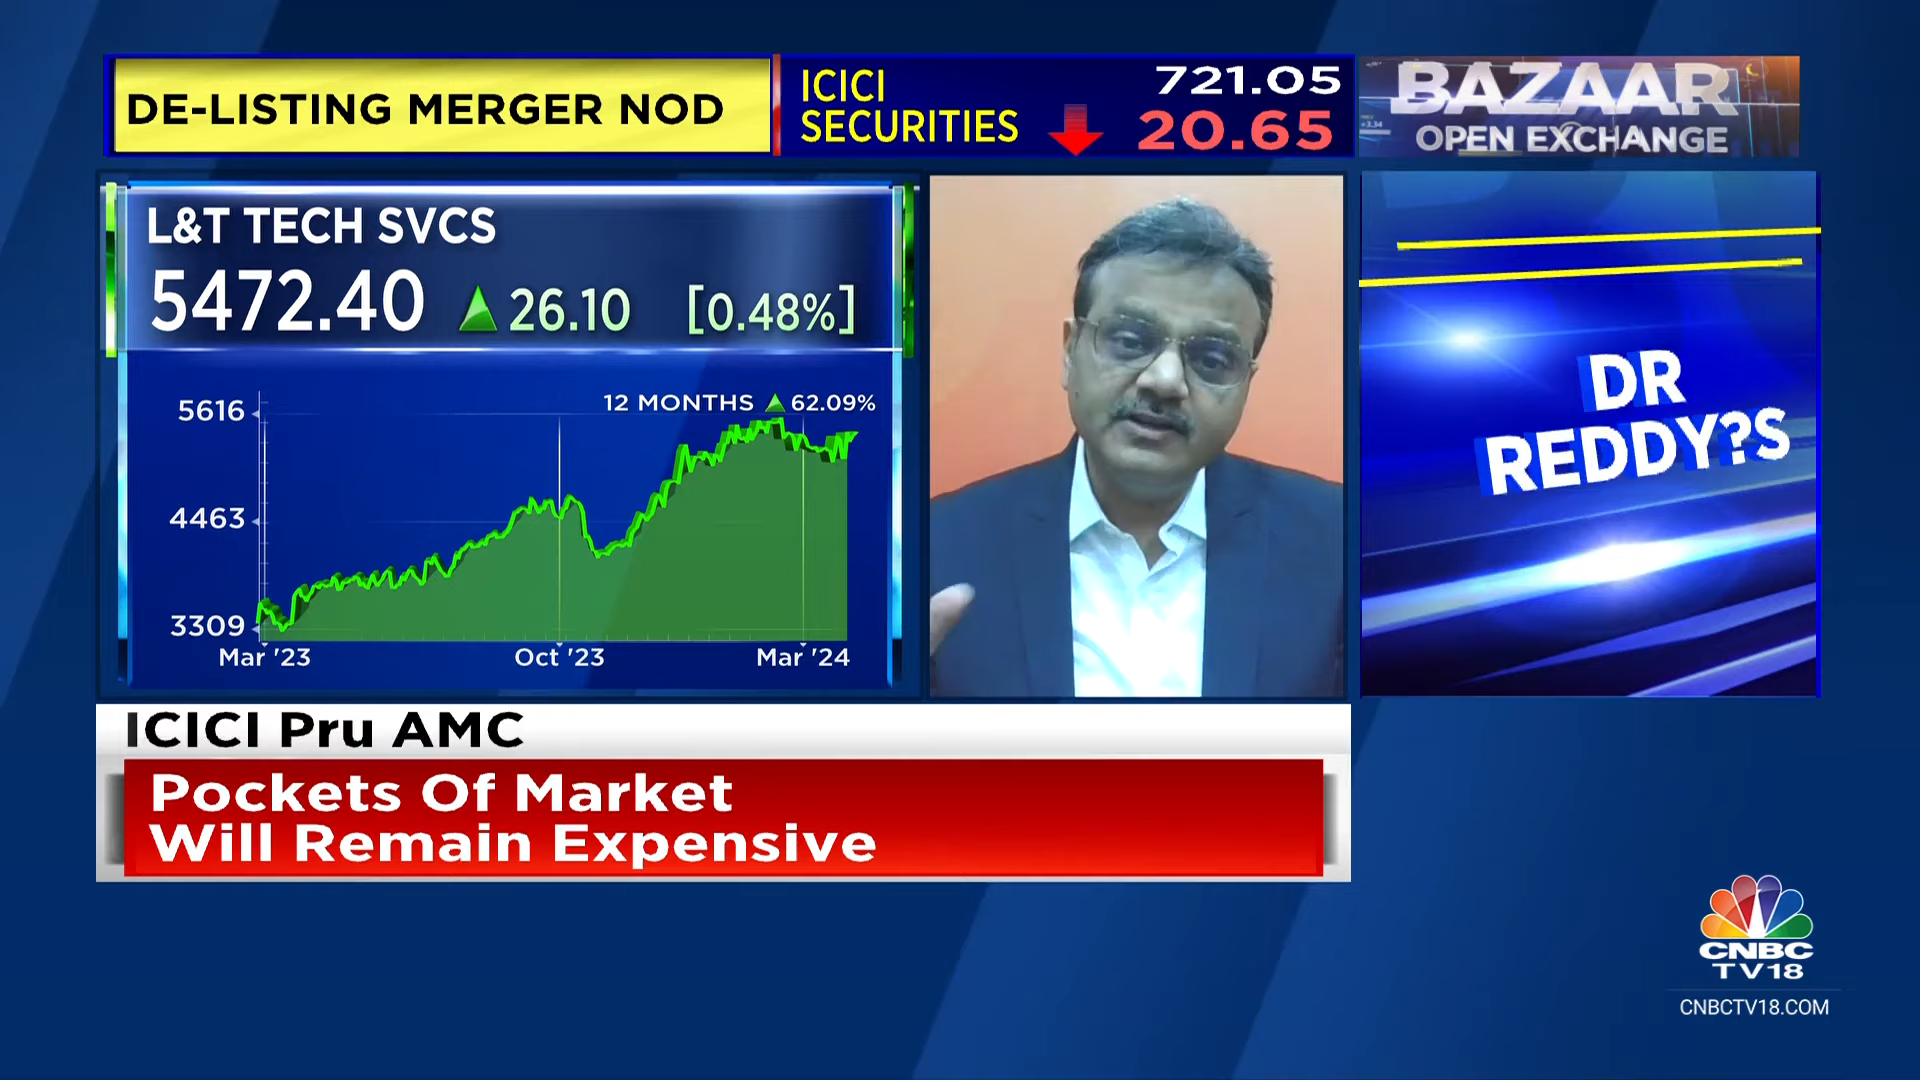 DE-LISTING MERGER NOD
ICICI
SECURITIES
721.05
20.65
BAZAAR
OPEN EXCHANGE
L&T TECH SVCS
5472.40 26.10 [0.48%]
12 MONTHS 62.09%
5616
4463
3309
Mar '23 Oct '23 Mar '24
DR
REDDY?S
ICICI Pru AMC
Pockets Of Market
Will Remain Expensive
CNBC
TV18
CNBCTV18.COM